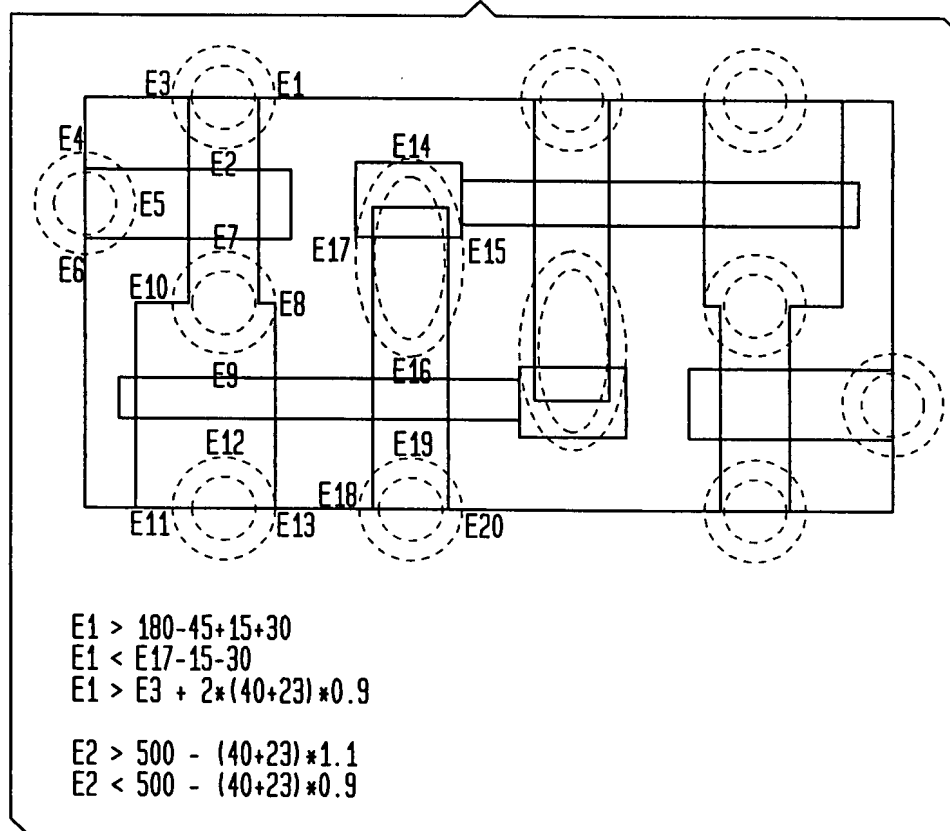 E3 E1
E4 E2 E14
E5
E6 E7 E17 E15
E10 E8
E9 E16
E12 E19
E11 E13 E18 E20
E1 > 180-45+15+30
E1 < E17-15-30
E1 > E3 + 2*(40+23)*0.9
E2 > 500 - (40+23)*1.1
E2 < 500 - (40+23)*0.9